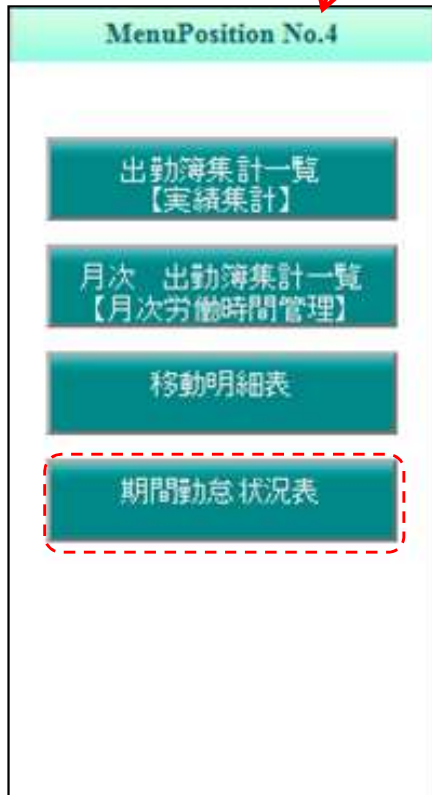 MenuPosition No.4
出勤簿集計一覧
【実績集計】
月次　出勤簿集計一覧
【月次労働時間管理】
移動明細表
期間勤怠 状況表